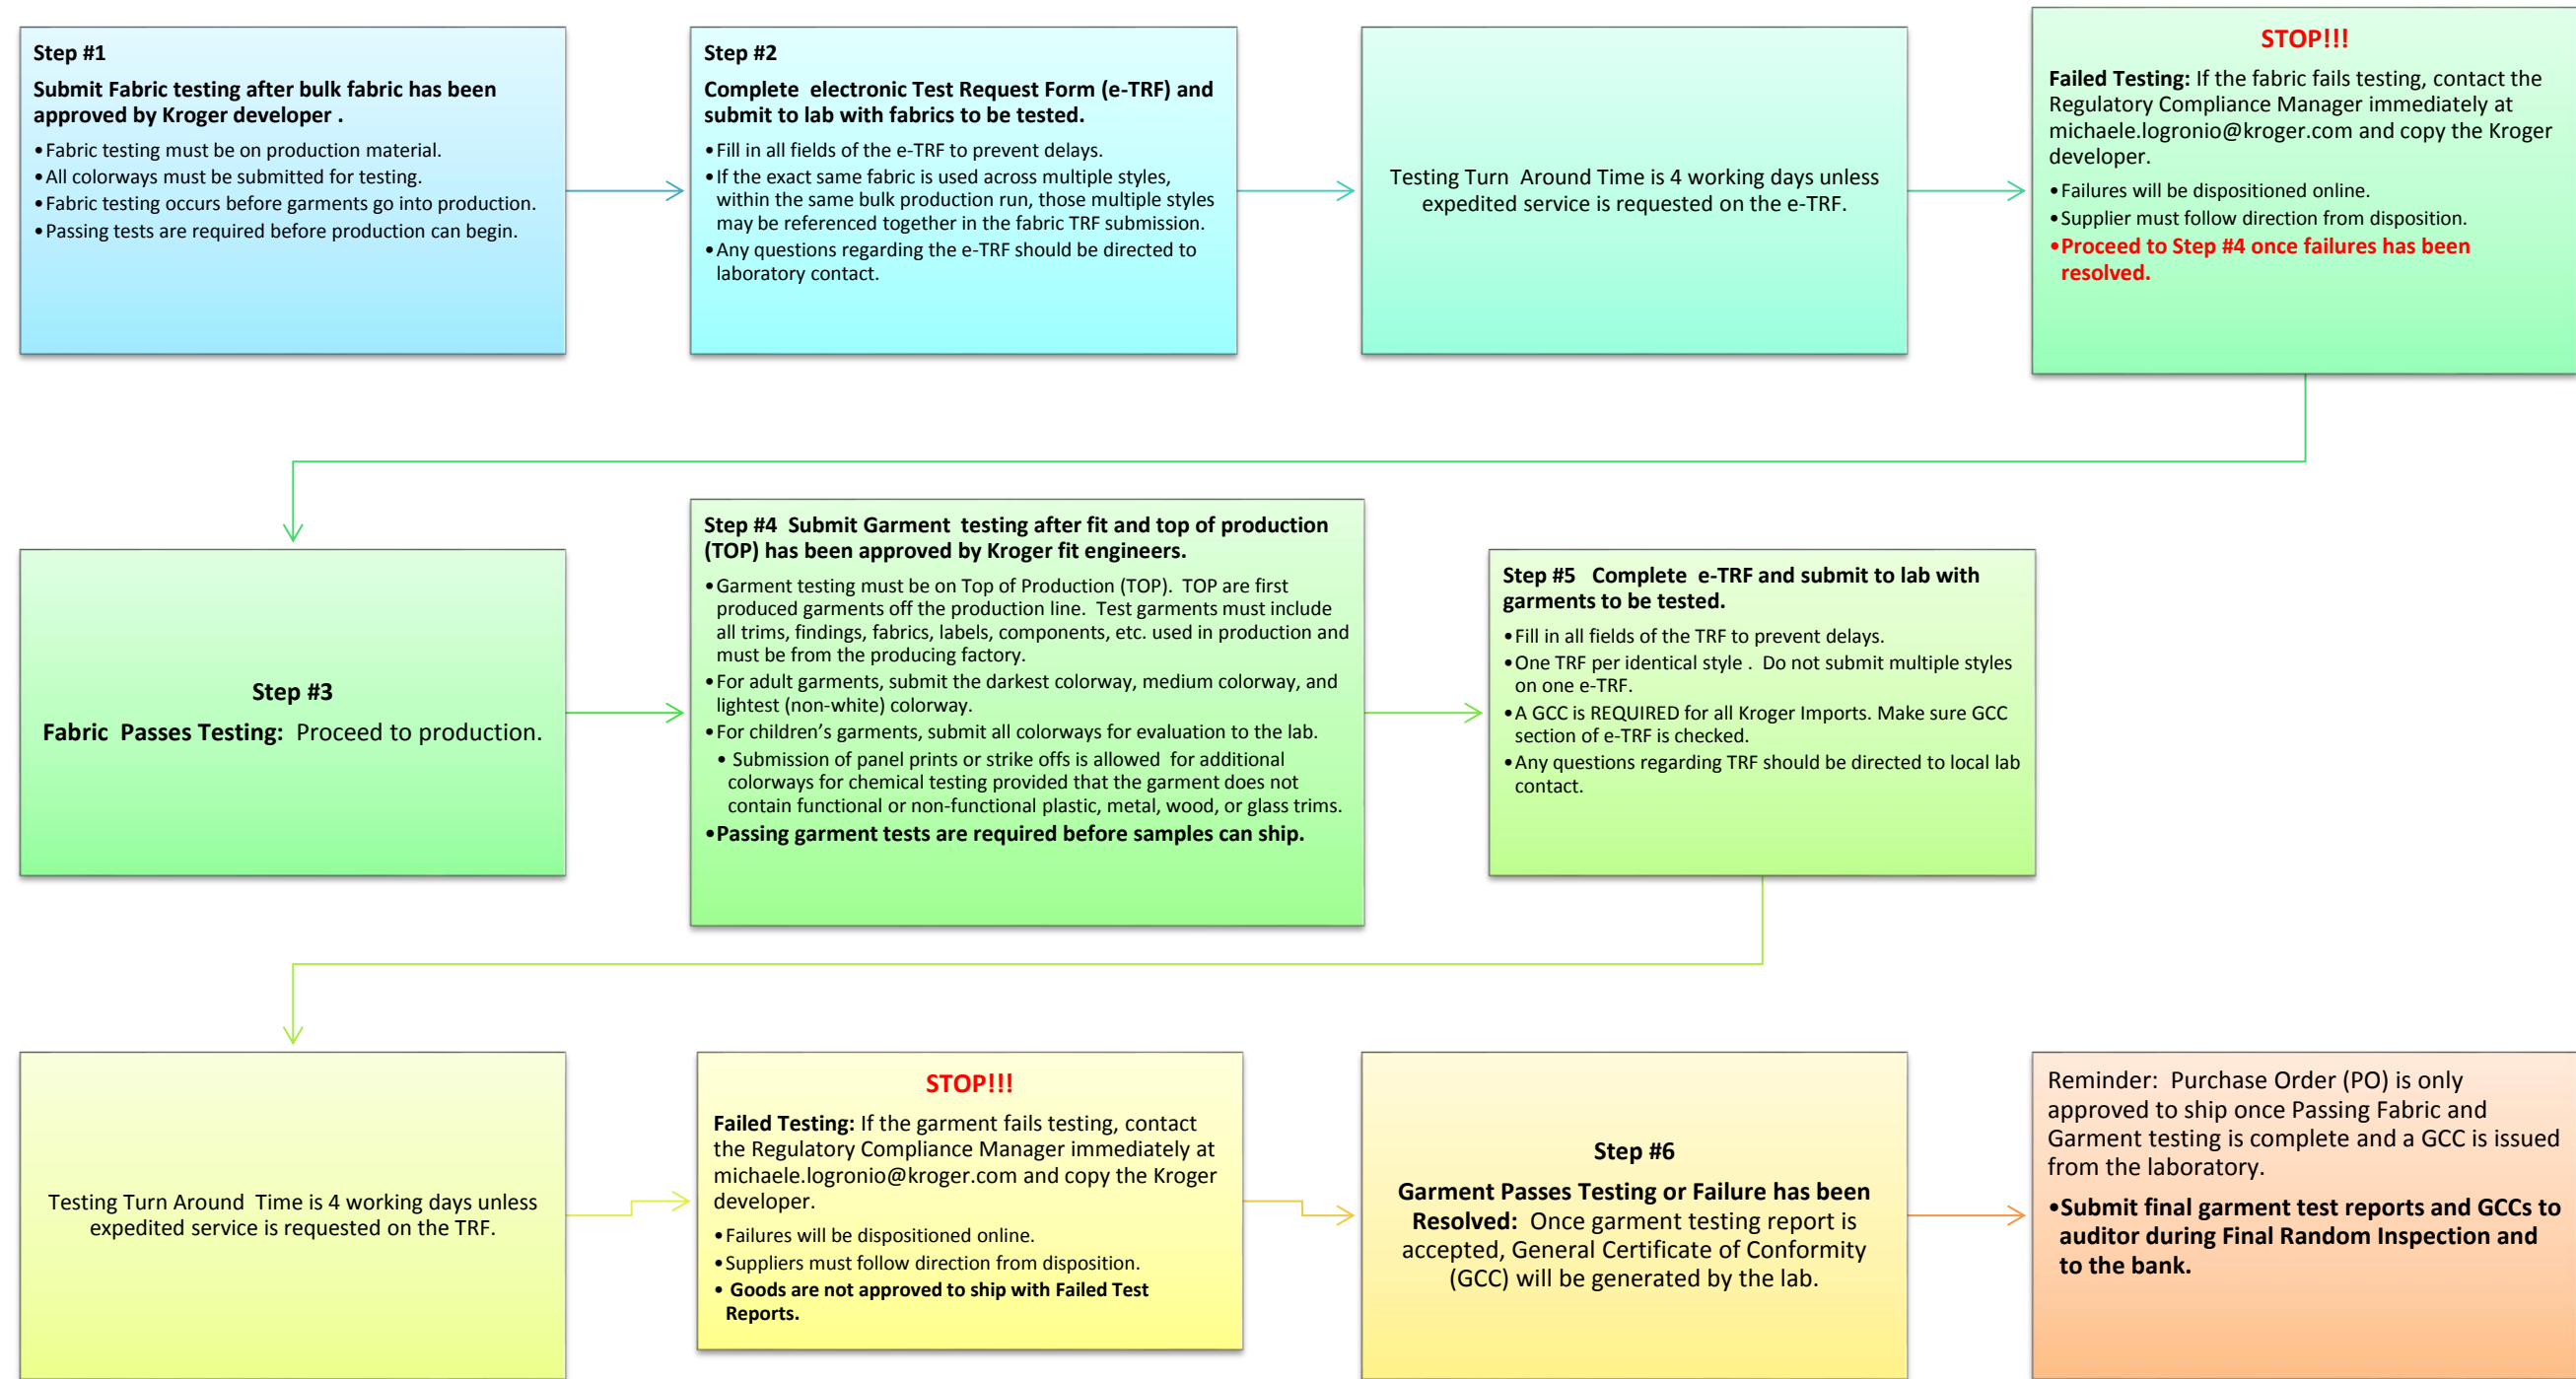 Step #1
Submit Fabric testing after bulk fabric has been
approved by Kroger developer .
•Fabric testing must be on production material.
•All colorways must be submitted for testing.
•Fabric testing occurs before garments go into production.
•Passing tests are required before production can begin.
Step #2
Complete electronic Test Request Form (e-TRF) and
submit to lab with fabrics to be tested.
•Fill in all fields of the e-TRF to prevent delays.
•If the exact same fabric is used across multiple styles,
within the same bulk production run, those multiple styles
may be referenced together in the fabric TRF submission.
•Any questions regarding the e-TRF should be directed to
laboratory contact.
Testing Turn Around Time is 4 working days unless
expedited service is requested on the e-TRF.
STOP!!!
Failed Testing: If the fabric fails testing, contact the
Regulatory Compliance Manager immediately at
michaele.logronio@kroger.com and copy the Kroger
developer.
•Failures will be dispositioned online.
•Supplier must follow direction from disposition.
•Proceed to Step #4 once failures has been
resolved.
Step #3
Fabric Passes Testing: Proceed to production.
Step #4 Submit Garment testing after fit and top of production
(TOP) has been approved by Kroger fit engineers.
•Garment testing must be on Top of Production (TOP). TOP are first
produced garments off the production line. Test garments must include
all trims, findings, fabrics, labels, components, etc. used in production and
must be from the producing factory.
•For adult garments, submit the darkest colorway, medium colorway, and
lightest (non-white) colorway.
•For children's garments, submit all colorways for evaluation to the lab.
• Submission of panel prints or strike offs is allowed for additional
colorways for chemical testing provided that the garment does not
contain functional or non-functional plastic, metal, wood, or glass trims.
•Passing garment tests are required before samples can ship.
Step #5 Complete e-TRF and submit to lab with
garments to be tested.
•Fill in all fields of the TRF to prevent delays.
•One TRF per identical style . Do not submit multiple styles
on one e-TRF.
•A GCC is REQUIRED for all Kroger Imports. Make sure GCC
section of e-TRF is checked.
•Any questions regarding TRF should be directed to local lab
contact.
Testing Turn Around Time is 4 working days unless
expedited service is requested on the TRF.
STOP!!!
Failed Testing: If the garment fails testing, contact
the Regulatory Compliance Manager immediately at
michaele.logronio@kroger.com and copy the Kroger
developer.
•Failures will be dispositioned online.
•Suppliers must follow direction from disposition.
• Goods are not approved to ship with Failed Test
Reports.
Step #6
Garment Passes Testing or Failure has been
Resolved: Once garment testing report is
accepted, General Certificate of Conformity
(GCC) will be generated by the lab.
Reminder: Purchase Order (PO) is only
approved to ship once Passing Fabric and
Garment testing is complete and a GCC is issued
from the laboratory.
•Submit final garment test reports and GCCs to
auditor during Final Random Inspection and
to the bank.